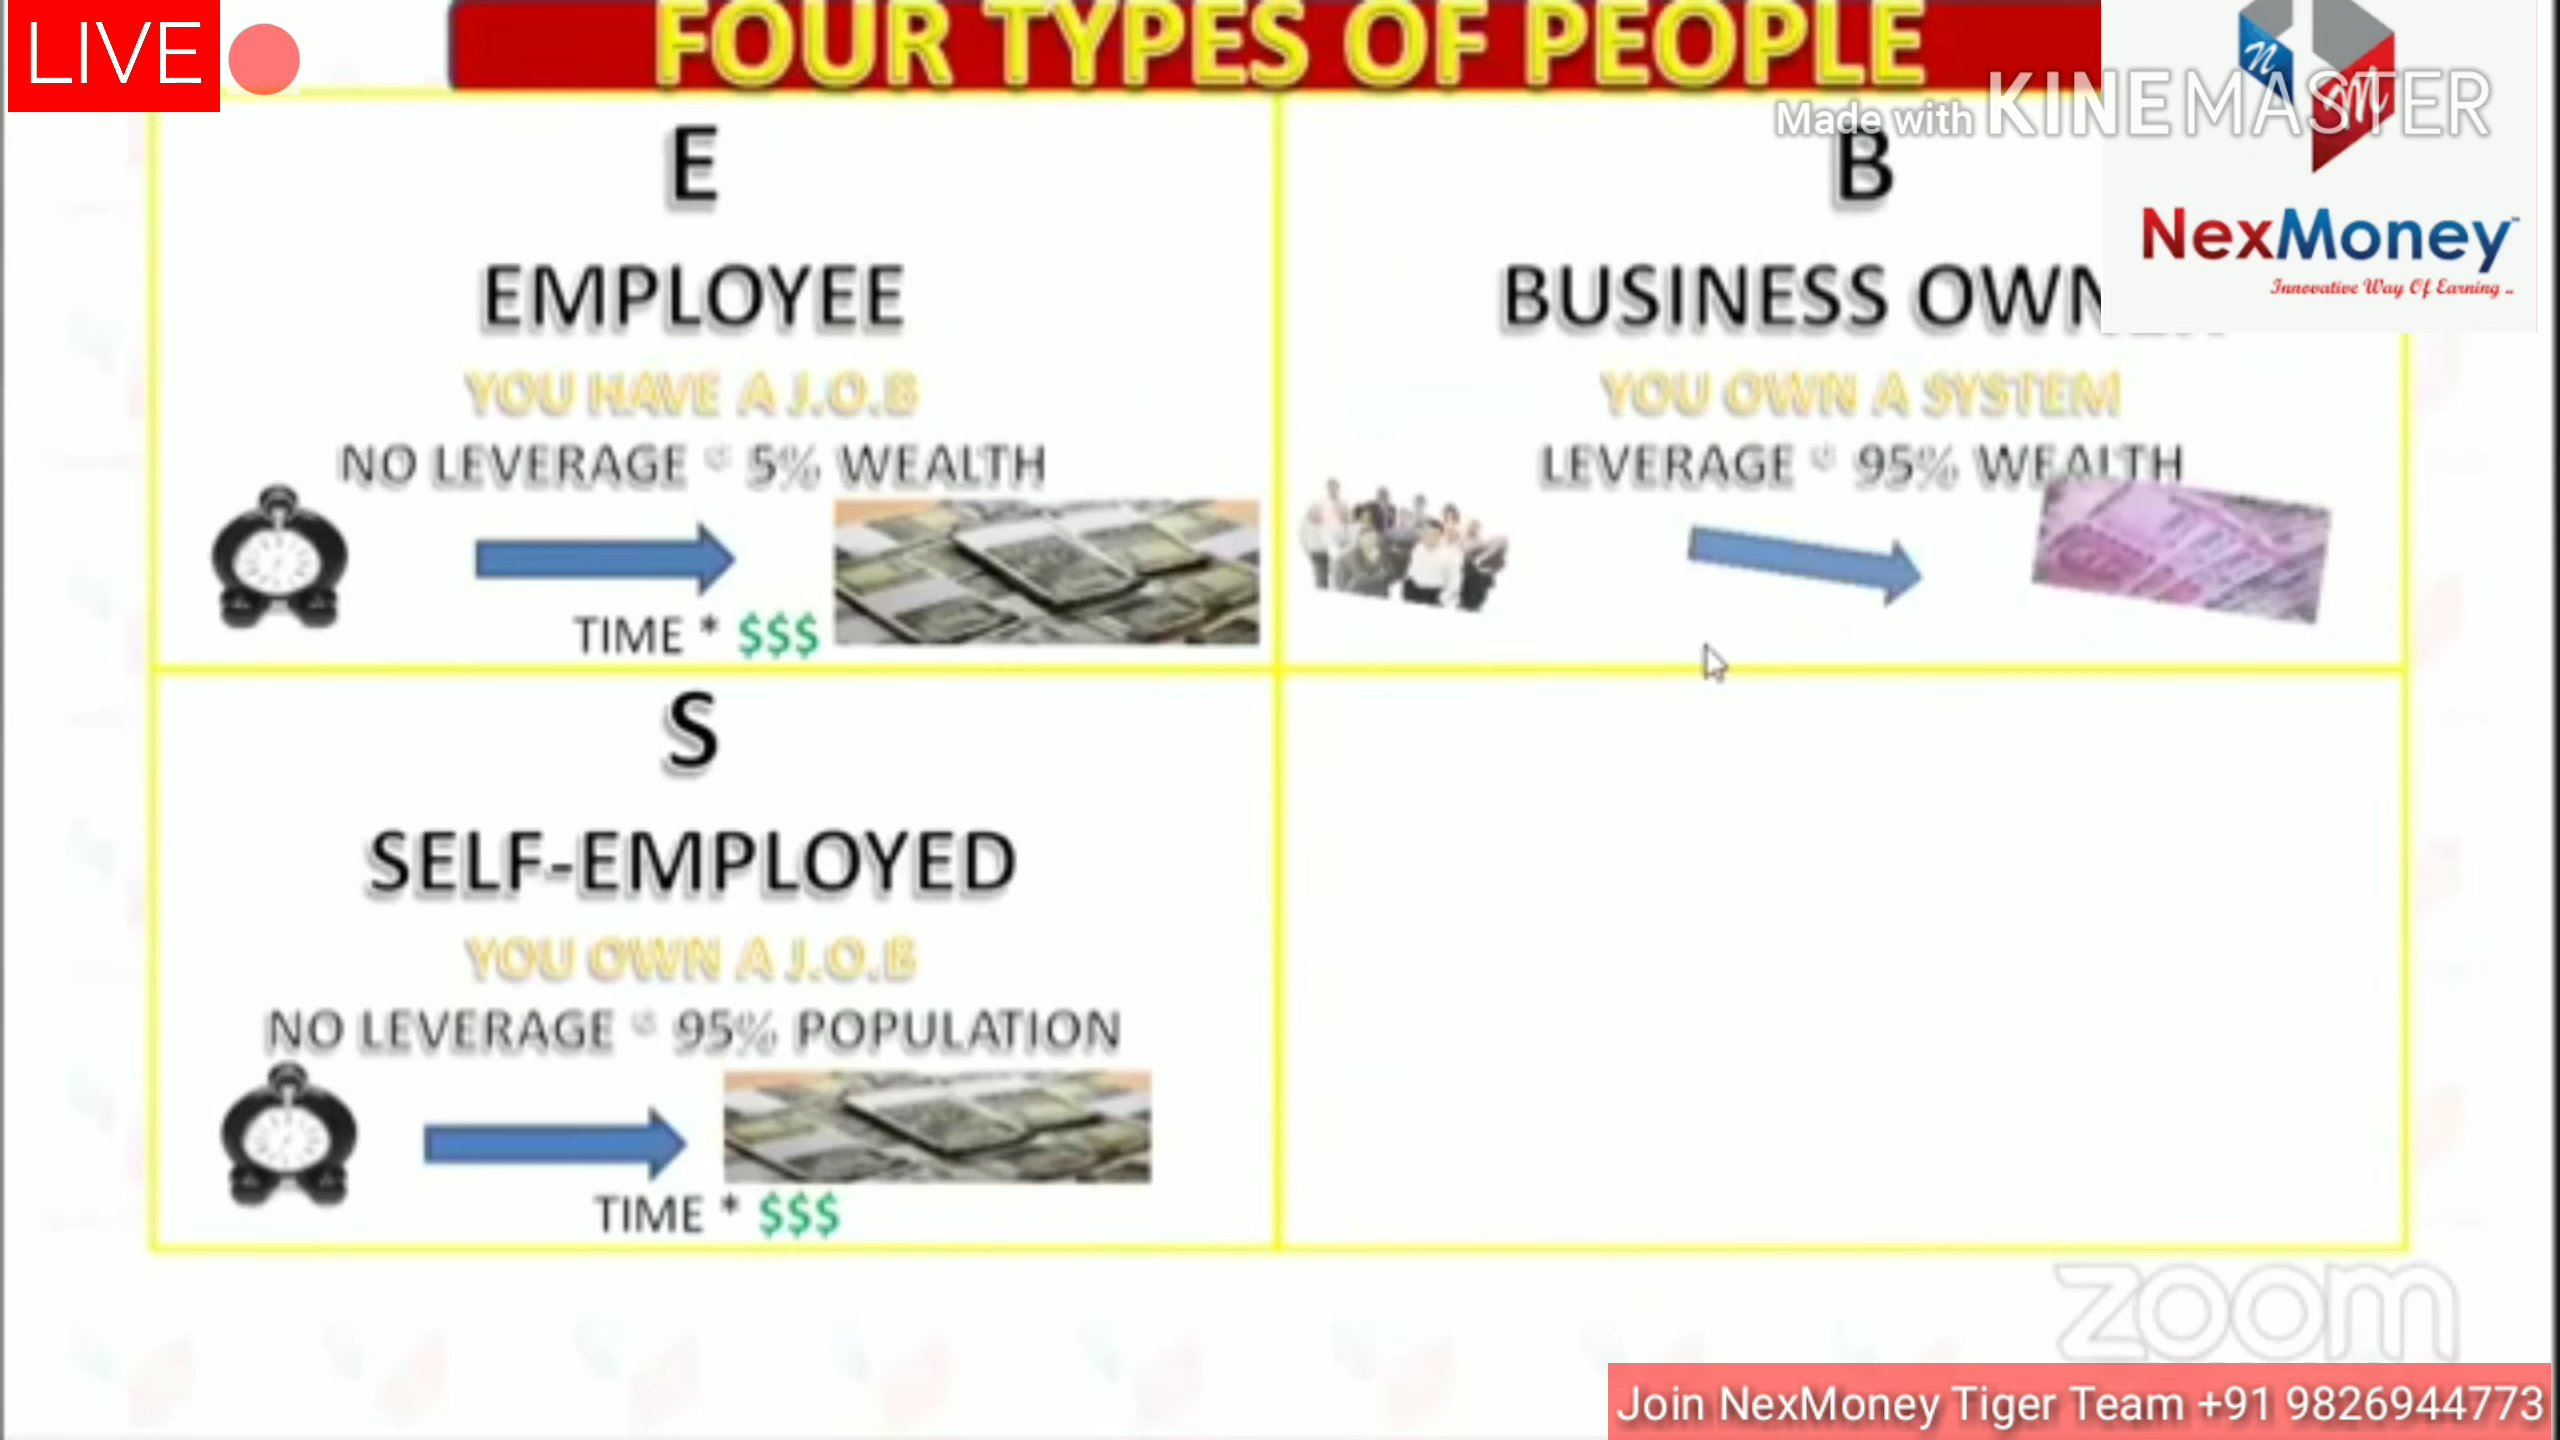 LIVE
FOUR TYPES OF PEOPLE
Made with KINEMASTER
NexMoney
Innovative Way Of Earning ..
E
EMPLOYEE
YOU HAVE A J.O.B
NO LEVERAGE 5% WEALTH
TIME * $$$
B
BUSINESS OWN
YOU OWN A SYSTEM
LEVERAGE 95% WEALTH
S
SELF-EMPLOYED
YOU OWN A J.O.B
NO LEVERAGE 95% POPULATION
TIME * $$$
zoom
Join NexMoney Tiger Team +91 9826944773